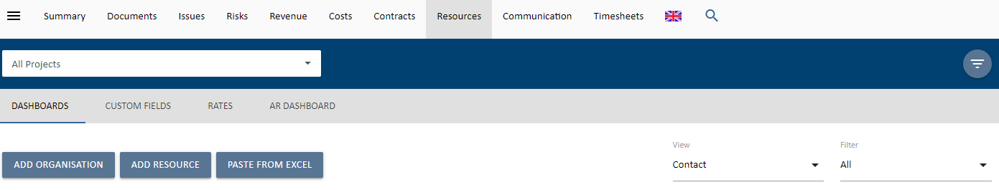 Summary Documents Issues Risks Revenue Costs Contracts Resources Communication Timesheets
All Projects
DASHBOARDS CUSTOM FIELDS RATES AR DASHBOARD
View Filter
ADD ORGANISATION ADD RESOURCE PASTE FROM EXCEL Contact All